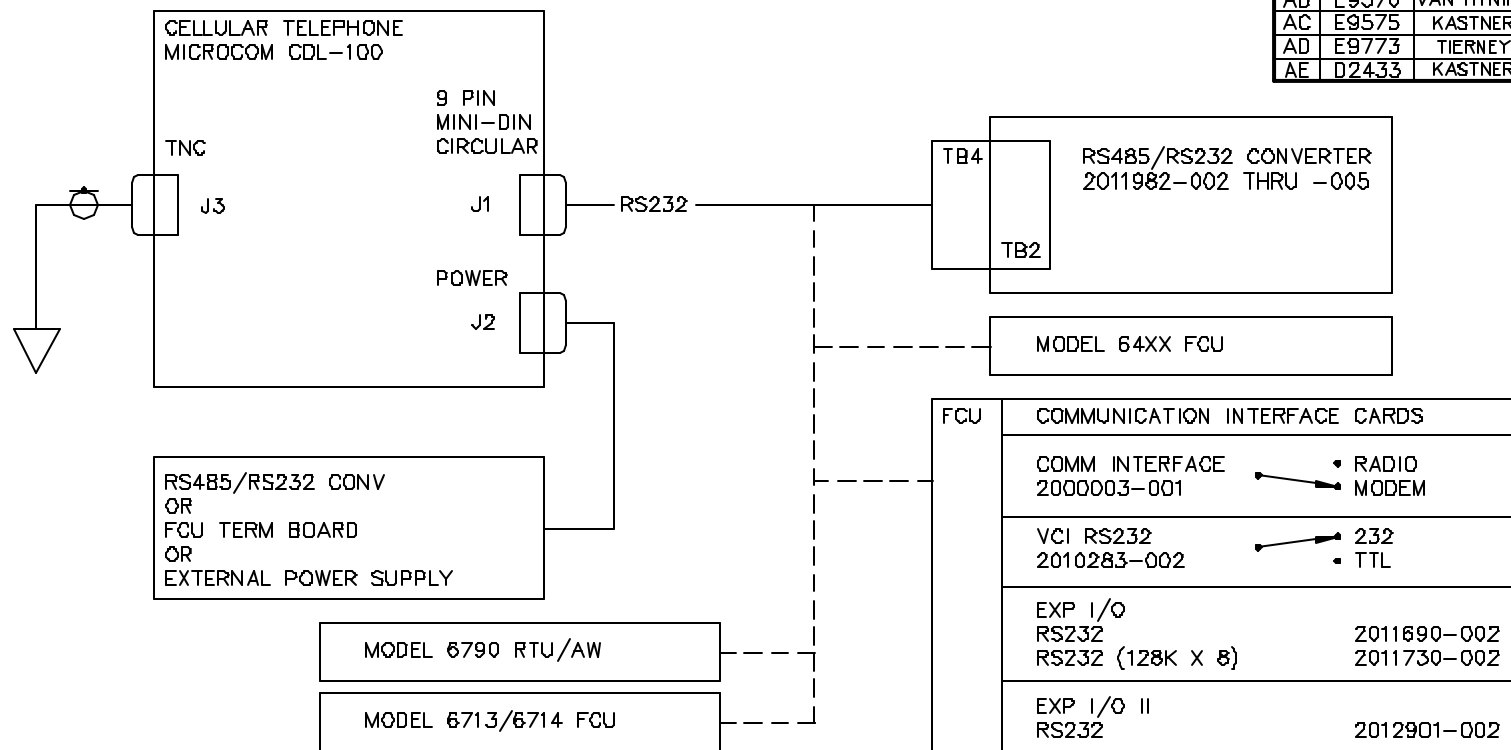 AC E9575 KASTNER
AD E9773 TIERNEY
AE D2433 KASTNER
CELLULAR TELEPHONE
MICROCOM CDL-100
9 PIN
MINI-DIN
CIRCULAR
TNC
J3
J1
RS232
POWER
J2
TB4
TB2
RS485/RS232 CONVERTER
2011982-002 THRU -005
MODEL 64XX FCU
FCU
COMMUNICATION INTERFACE CARDS
COMM INTERFACE
2000003-001
RADIO
MODEM
VCI RS232
2010283-002
232
TTL
EXP I/O
RS232 2011690-002
RS232 (128K X 8) 2011730-002
EXP I/O II
RS232 2012901-002
RS485/RS232 CONV
OR
FCU TERM BOARD
OR
EXTERNAL POWER SUPPLY
MODEL 6790 RTU/AW
MODEL 6713/6714 FCU